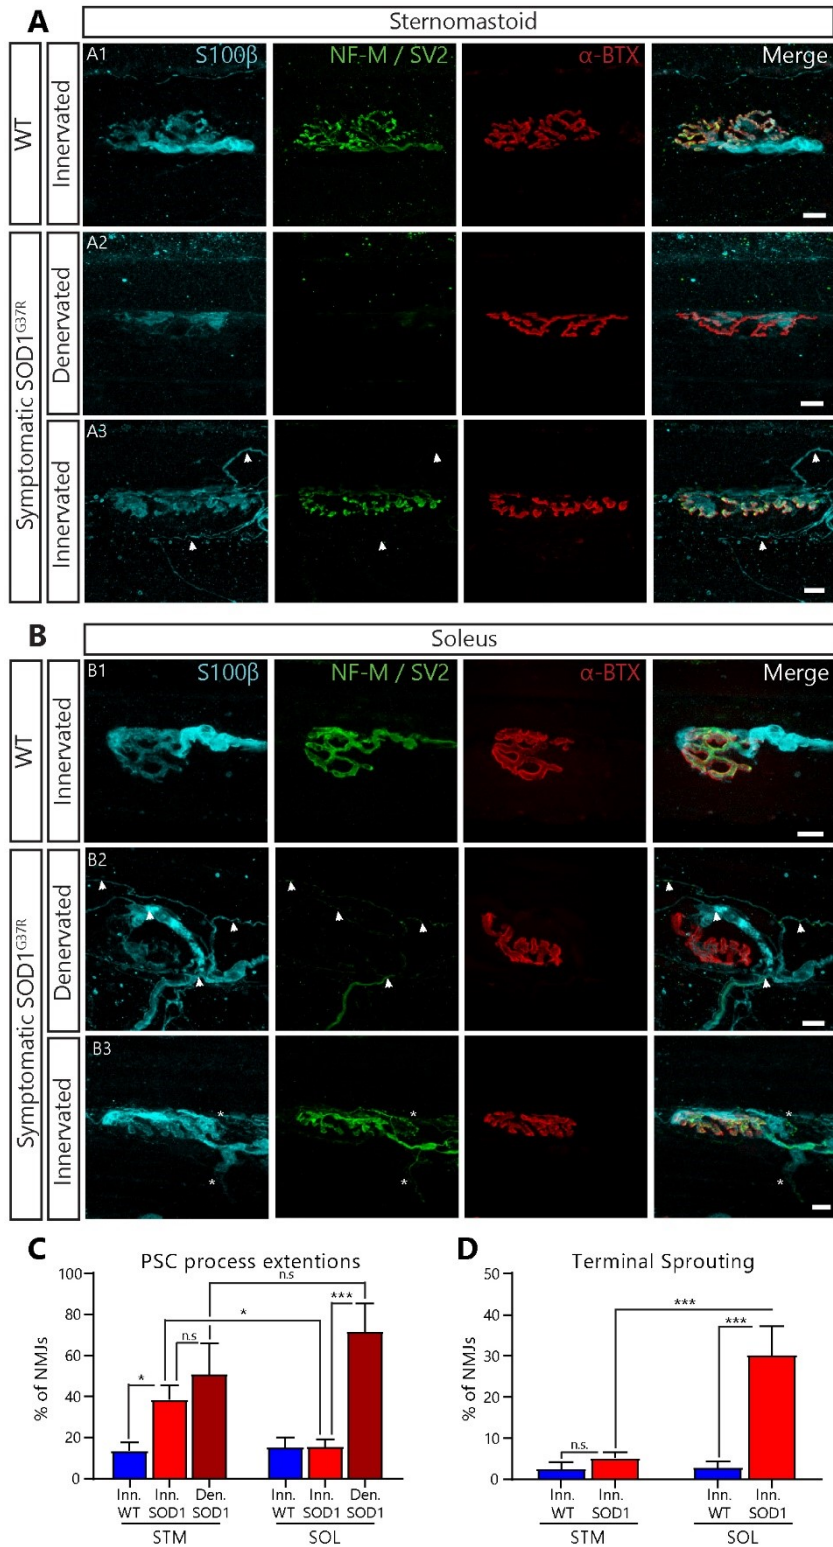 A
Sternomastoid
WT
Innervated
A1 S100β NF-M / SV2 α-BTX Merge
Symptomatic SOD1G37R
Denervated
A2
Innervated
A3
B
Soleus
WT
Innervated
B1 S100β NF-M / SV2 α-BTX Merge
Symptomatic SOD1G37R
Denervated
B2
Innervated
B3
*
*
*
*
*
*
C
PSC process extentions
% of NMJs
100
80
60
40
20
0
n.s
*
***
n.s
*
Inn. WT
Inn. SOD1
Den. SOD1
Inn. WT
Inn. SOD1
Den. SOD1
STM
SOL
D
Terminal Sprouting
% of NMJs
50
40
30
20
10
0
***
***
n.s.
Inn. WT
Inn. SOD1
Inn. WT
Inn. SOD1
STM
SOL